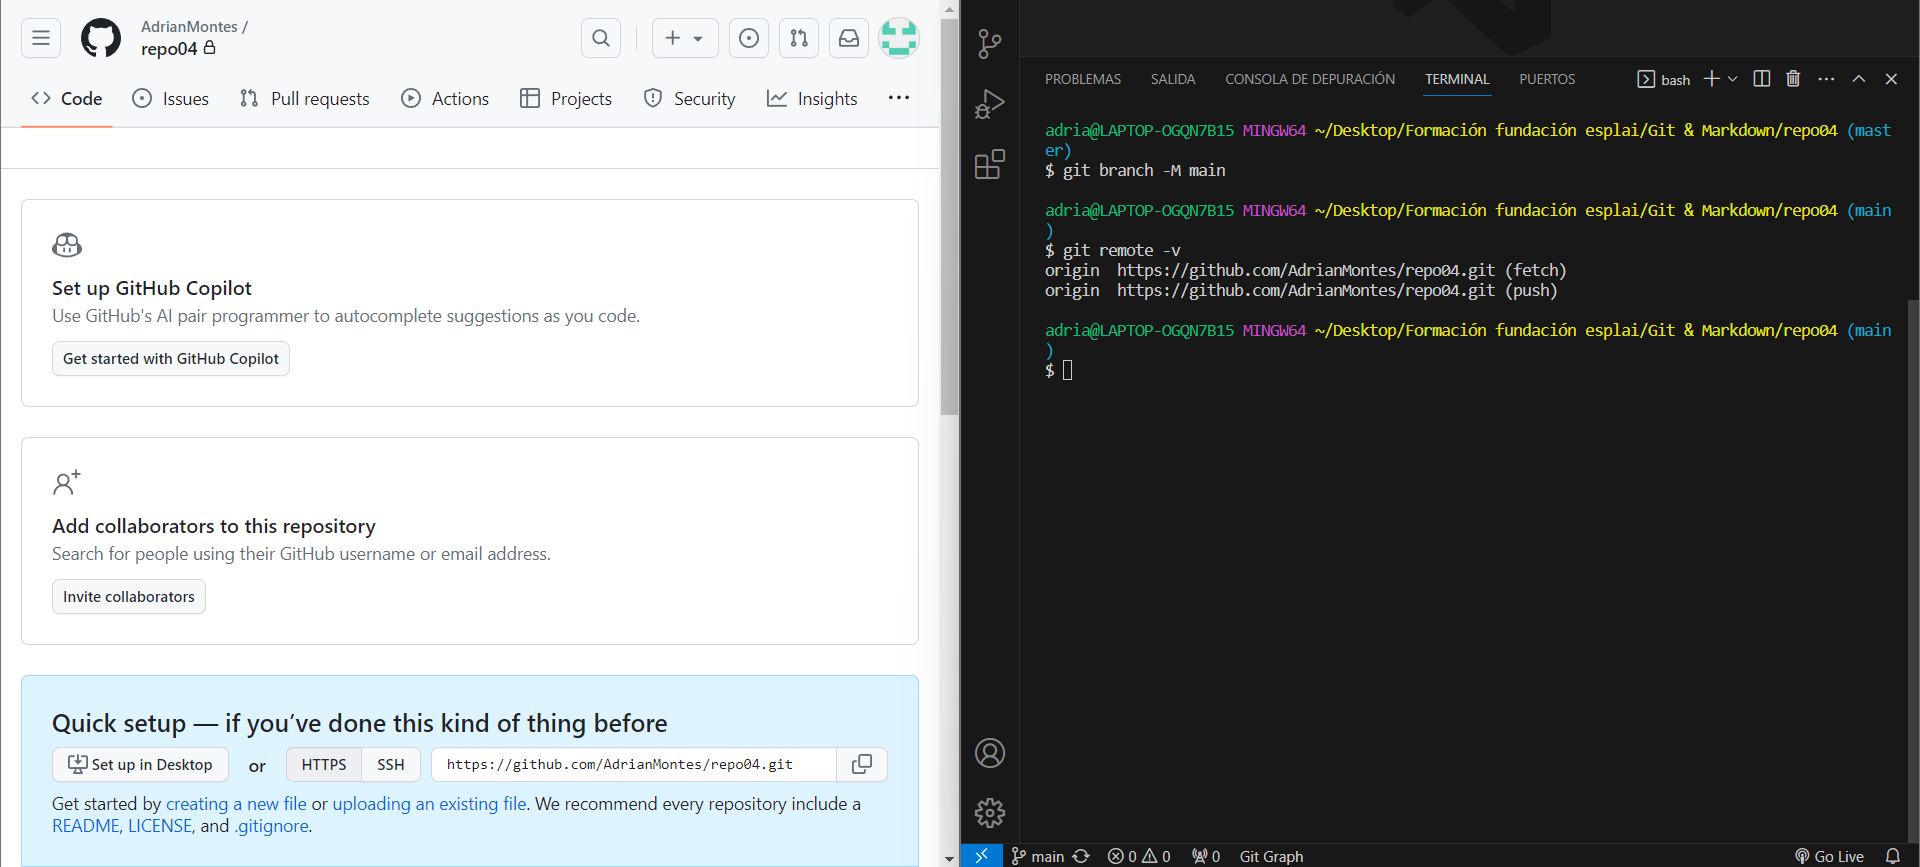 AdrianMontes /
repo04
Code Issues Pull requests Actions Projects Security Insights
Set up GitHub Copilot
Use GitHub's AI pair programmer to autocomplete suggestions as you code.
Get started with GitHub Copilot
Add collaborators to this repository
Search for people using their GitHub username or email address.
Invite collaborators
Quick setup — if you’ve done this kind of thing before
Set up in Desktop or HTTPS SSH https://github.com/AdrianMontes/repo04.git
Get started by creating a new file or uploading an existing file. We recommend every repository include a
README, LICENSE, and .gitignore.
PROBLEMAS SALIDA CONSOLA DE DEPURACIÓN TERMINAL PUERTOS bash
adria@LAPTOP-OGQN7B15 MINGW64 ~/Desktop/Formación fundación esplai/Git & Markdown/repo04 (mast
er)
$ git branch -M main
adria@LAPTOP-OGQN7B15 MINGW64 ~/Desktop/Formación fundación esplai/Git & Markdown/repo04 (main
)
$ git remote -v
origin  https://github.com/AdrianMontes/repo04.git (fetch)
origin  https://github.com/AdrianMontes/repo04.git (push)
adria@LAPTOP-OGQN7B15 MINGW64 ~/Desktop/Formación fundación esplai/Git & Markdown/repo04 (main
)
$
main 0 0 0 Git Graph Go Live